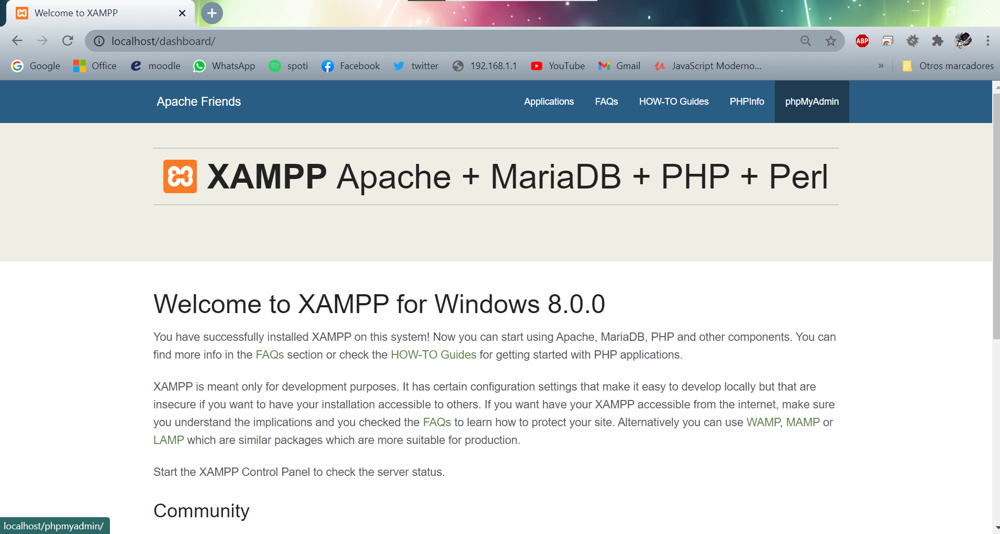 Welcome to XAMPP
localhost/dashboard/
ABP
Google Office moodle WhatsApp spoti Facebook twitter 192.168.1.1 YouTube Gmail JavaScript Moderno... » Otros marcadores
Apache Friends Applications FAQs HOW-TO Guides PHPInfo phpMyAdmin
XAMPP Apache + MariaDB + PHP + Perl
Welcome to XAMPP for Windows 8.0.0
You have successfully installed XAMPP on this system! Now you can start using Apache, MariaDB, PHP and other components. You can
find more info in the FAQs section or check the HOW-TO Guides for getting started with PHP applications.
XAMPP is meant only for development purposes. It has certain configuration settings that make it easy to develop locally but that are
insecure if you want to have your installation accessible to others. If you want have your XAMPP accessible from the internet, make sure
you understand the implications and you checked the FAQs to learn how to protect your site. Alternatively you can use WAMP, MAMP or
LAMP which are similar packages which are more suitable for production.
Start the XAMPP Control Panel to check the server status.
Community
localhost/phpmyadmin/